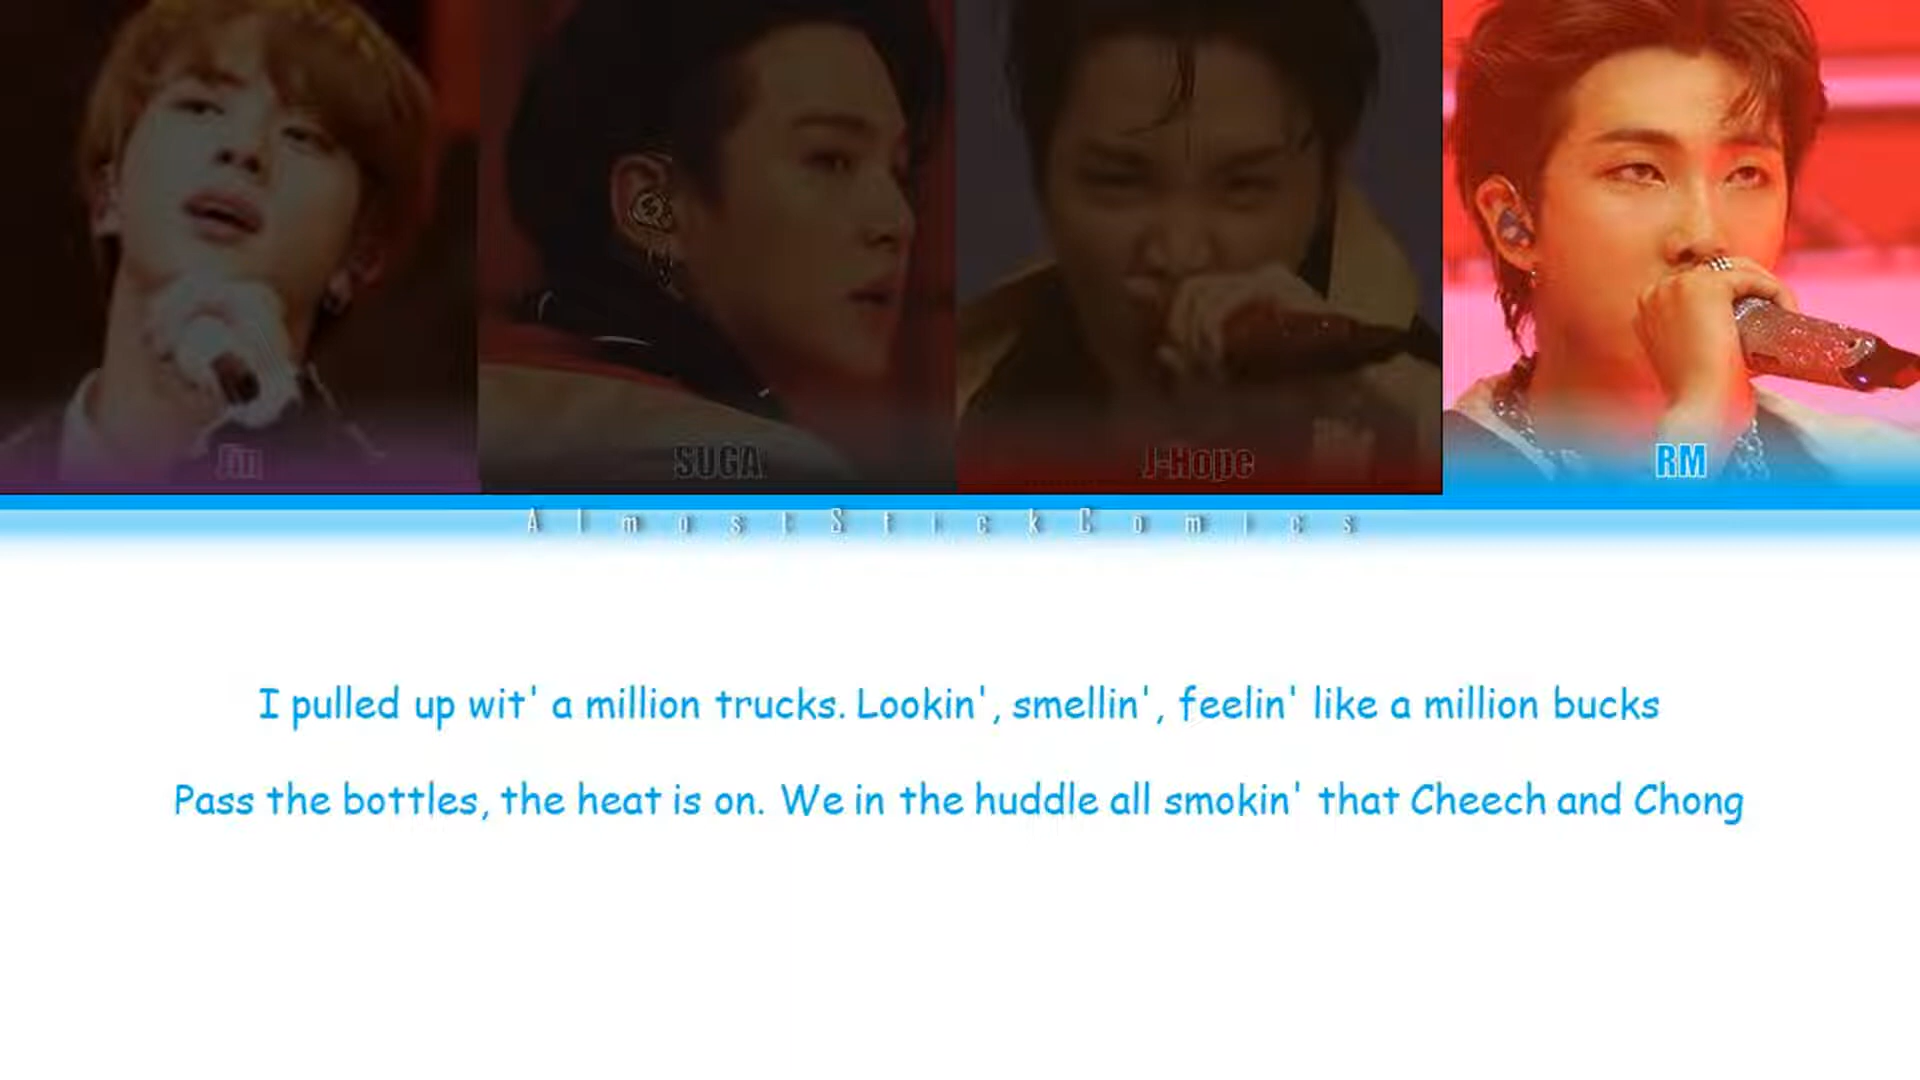 Jin SUGA J-Hope RM
AlmostStickComics
I pulled up wit' a million trucks. Lookin', smellin', feelin' like a million bucks
Pass the bottles, the heat is on. We in the huddle all smokin' that Cheech and Chong